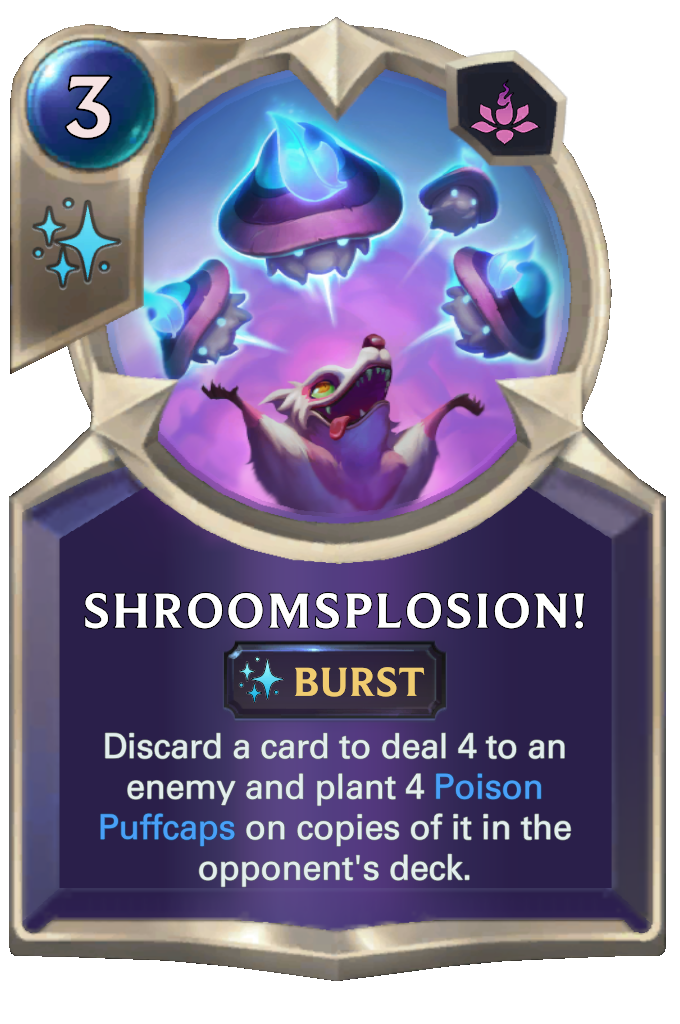 3
SHROOMSPLOSION!
BURST
Discard a card to deal 4 to an
enemy and plant 4 Poison
Puffcaps on copies of it in the
opponent's deck.